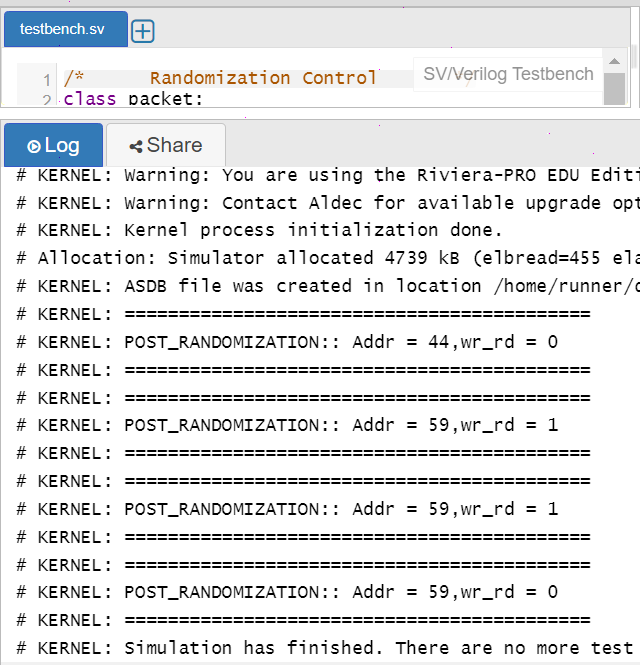 testbench.sv
1 /* Randomization Control
SV/Verilog Testbench
2 class packet;
Log Share
# KERNEL: Warning: You are using the Riviera-PRO EDU Editi
# KERNEL: Warning: Contact Aldec for available upgrade opt
# KERNEL: Kernel process initialization done.
# Allocation: Simulator allocated 4739 kB (elbread=455 ela
# KERNEL: ASDB file was created in location /home/runner/d
# KERNEL: ===========================================
# KERNEL: POST_RANDOMIZATION:: Addr = 44,wr_rd = 0
# KERNEL: ===========================================
# KERNEL: ===========================================
# KERNEL: POST_RANDOMIZATION:: Addr = 59,wr_rd = 1
# KERNEL: ===========================================
# KERNEL: ===========================================
# KERNEL: POST_RANDOMIZATION:: Addr = 59,wr_rd = 1
# KERNEL: ===========================================
# KERNEL: ===========================================
# KERNEL: POST_RANDOMIZATION:: Addr = 59,wr_rd = 0
# KERNEL: ===========================================
# KERNEL: Simulation has finished. There are no more test